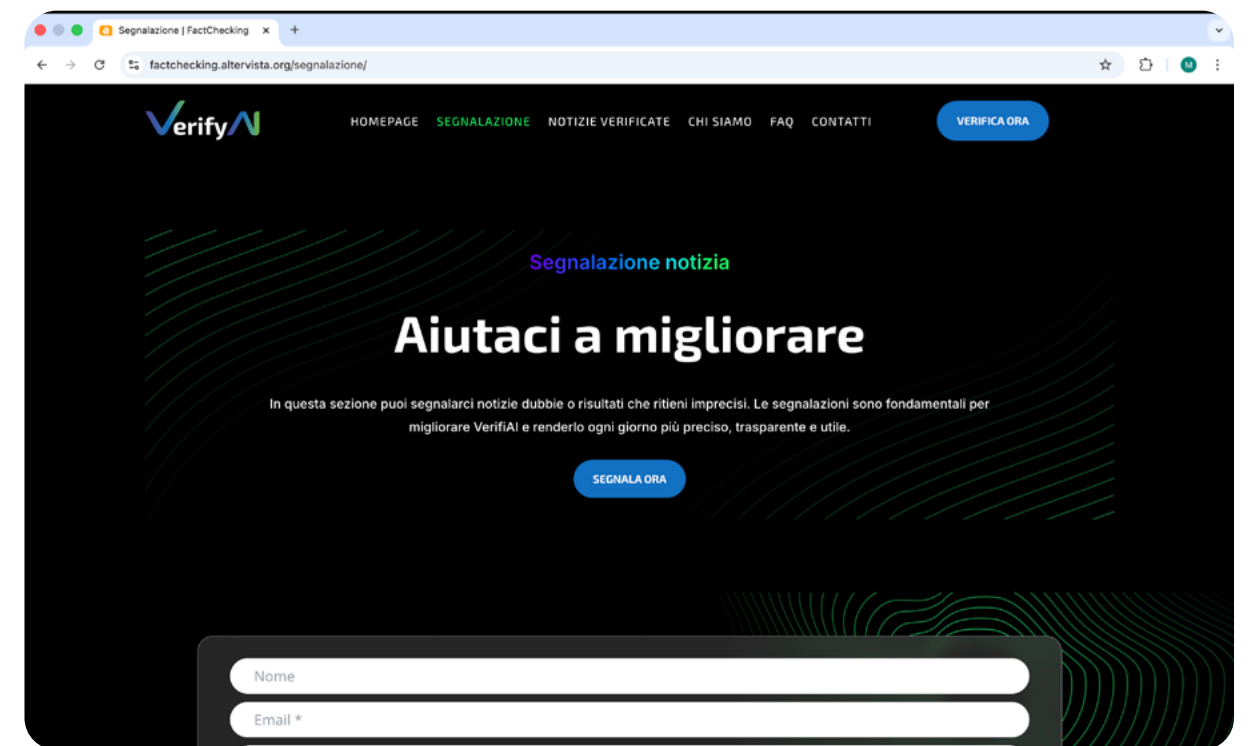 Segnalazione | FactChecking
factchecking.altervista.org/segnalazione/
M
VerifyAI
HOMEPAGE SEGNALAZIONE NOTIZIE VERIFICATE CHI SIAMO FAQ CONTATTI
VERIFICA ORA
Segnalazione notizia
Aiutaci a migliorare
In questa sezione puoi segnalarci notizie dubbie o risultati che ritieni imprecisi. Le segnalazioni sono fondamentali per
migliorare VerifiAI e renderlo ogni giorno più preciso, trasparente e utile.
SEGNALA ORA
Nome
Email *